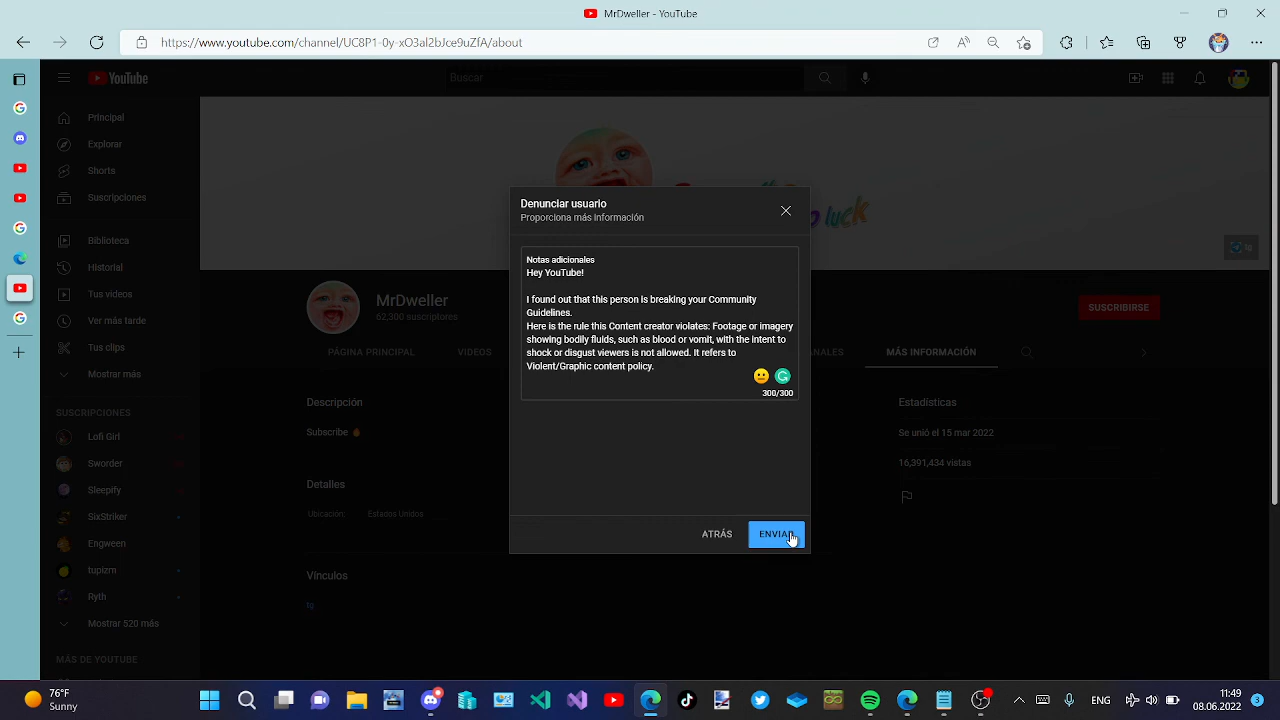 MrDweller - YouTube
https://www.youtube.com/channel/UC-xO3al2b62nl98ce9UZFfA/about
YouTube
Buscar
Principal
Explorar
Shorts
Suscripciones
Biblioteca
Historial
Tus videos
Ver más tarde
Tus clips
Mostrar más
SUSCRIPCIONES
Lofi Girl
Sworder
Sleepify
SixStriker
Engween
tupizm
Ryth
Mostrar 520 más
MÁS DE YOUTUBE
luck
tg
MrDweller
62,300 suscriptores
SUSCRIBIRSE
PÁGINA PRINCIPAL
VIDEOS
ANALES
MÁS INFORMACIÓN
Descripción
Subscribe
Detalles
Ubicación:
Estados Unidos
Vínculos
tg
Estadísticas
Se unió el 15 mar 2022
16,391,434 vistas
Denunciar usuario
Proporciona más información
Notas adicionales
Hey YouTube!
I found out that this person is breaking your Community
Guidelines.
Here is the rule this Content creator violates: Footage or imagery
showing bodily fluids, such as blood or vomit, with the intent to
shock or disgust viewers is not allowed. It refers to
Violent/graphic content policy.
300/300
ATRÁS
ENVIAR
76°F
Sunny
ENG
11:49
08.06.2022
3